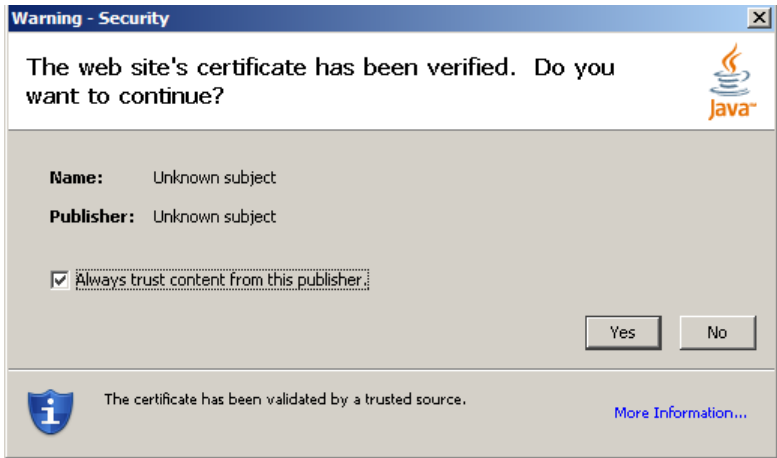 Warning - Security
The web site's certificate has been verified. Do you
want to continue?
Java™
Name: Unknown subject
Publisher: Unknown subject
Always trust content from this publisher.
Yes No
The certificate has been validated by a trusted source.
More Information...